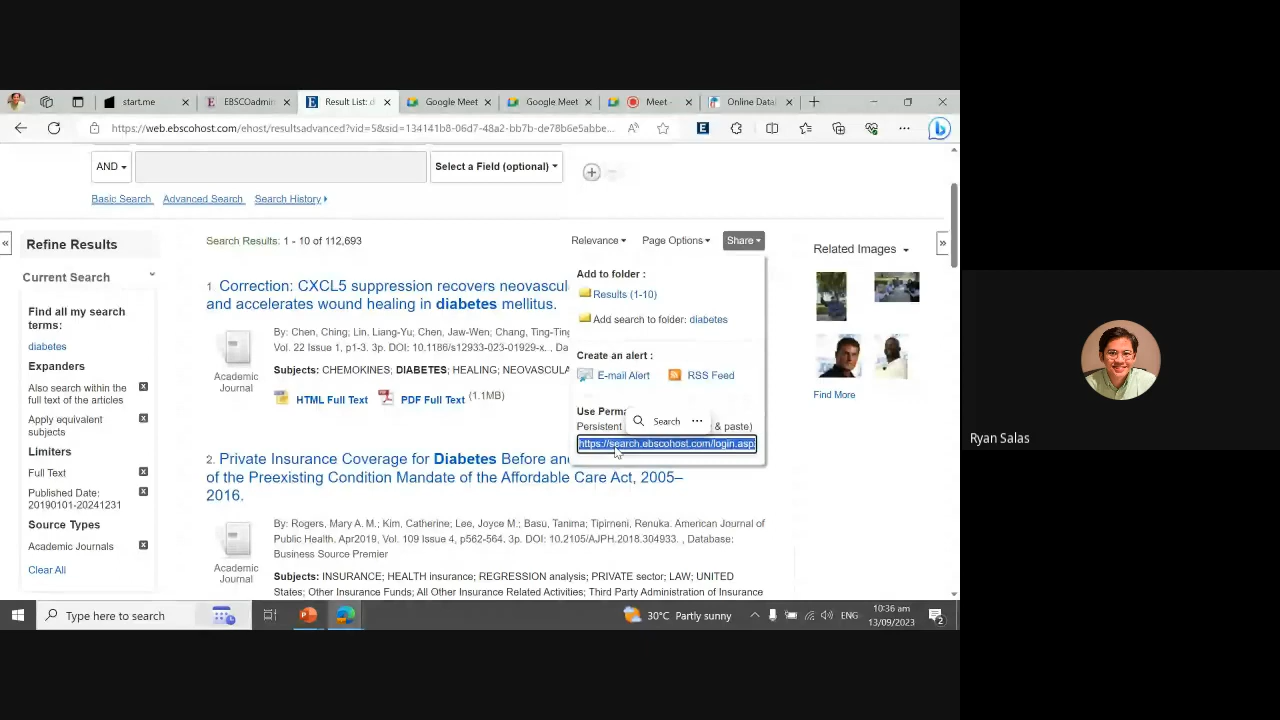 start.me
EBSCOadmin
Result List: d
Google Meet
Google Meet
Meet -
Online Datal
https://web.ebscohost.com/ehost/resultsadvanced?vid=5&sid=134141b8-06d7-48a2-bb7b-de78b6e5abbe...
AND
Select a Field (optional)
Basic Search
Advanced Search
Search History
Refine Results
Current Search
Find all my search
terms:
diabetes
Expanders
Also search within the
full text of the articles
Apply equivalent
subjects
Limiters
Full Text
Published Date:
20190101-20241231
Source Types
Academic Journals
Clear All
Search Results: 1 - 10 of 112,693
Relevance
Page Options
Share
1. Correction: CXCL5 suppression recovers neovascul
and accelerates wound healing in diabetes mellitus.
By: Chen, Ching; Lin, Liang-Yu; Chen, Jaw-Wen; Chang, Ting-Ting
Vol. 22 Issue 1, p1-3. 3p. DOI: 10.1186/s12933-023-01929-x. , Database:
Subjects: CHEMOKINES; DIABETES; HEALING; NEOVASCULA
Academic
Journal
HTML Full Text
PDF Full Text (1.1MB)
2. Private Insurance Coverage for Diabetes Before and
of the Preexisting Condition Mandate of the Affordable Care Act, 2005–
2016.
By: Rogers, Mary A. M.; Kim, Catherine; Lee, Joyce M.; Basu, Tanima; Tipirneni, Renuka. American Journal of
Public Health. Apr2019, Vol. 109 Issue 4, p562-564. 3p. DOI: 10.2105/AJPH.2018.304933. , Database:
Business Source Premier
Academic
Journal
Subjects: INSURANCE; HEALTH insurance; REGRESSION analysis; PRIVATE sector; LAW; UNITED
States; Other Insurance Funds; All Other Insurance Related Activities; Third Party Administration of Insurance
Add to folder :
Results (1-10)
Add search to folder: diabetes
Create an alert :
E-mail Alert
RSS Feed
Use Perma
Search
Persistent
& paste)
https://search.ebscohost.com/login.asp
Related Images
Find More
Type here to search
30°C Partly sunny
ENG
10:36 am
13/09/2023
2
Ryan Salas